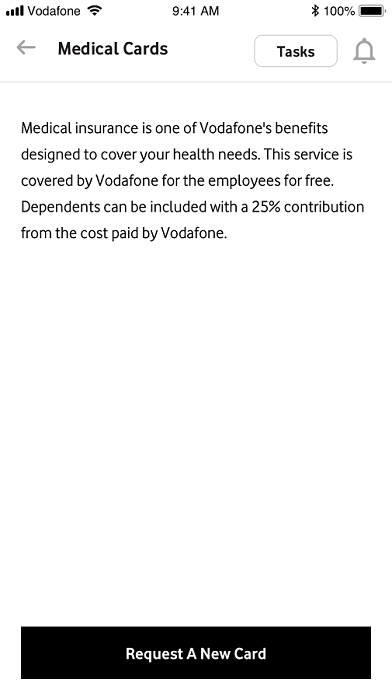 Vodafone 9:41 AM 100%
Medical Cards Tasks
Medical insurance is one of Vodafone's benefits
designed to cover your health needs. This service is
covered by Vodafone for the employees for free.
Dependents can be included with a 25% contribution
from the cost paid by Vodafone.
Request A New Card